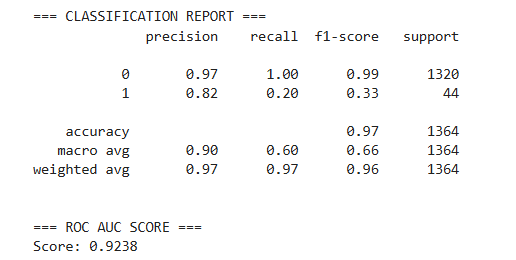 === CLASSIFICATION REPORT ===
precision recall f1-score support
0 0.97 1.00 0.99 1320
1 0.82 0.20 0.33 44
accuracy 0.97 1364
macro avg 0.90 0.60 0.66 1364
weighted avg 0.97 0.97 0.96 1364
=== ROC AUC SCORE ===
Score: 0.9238